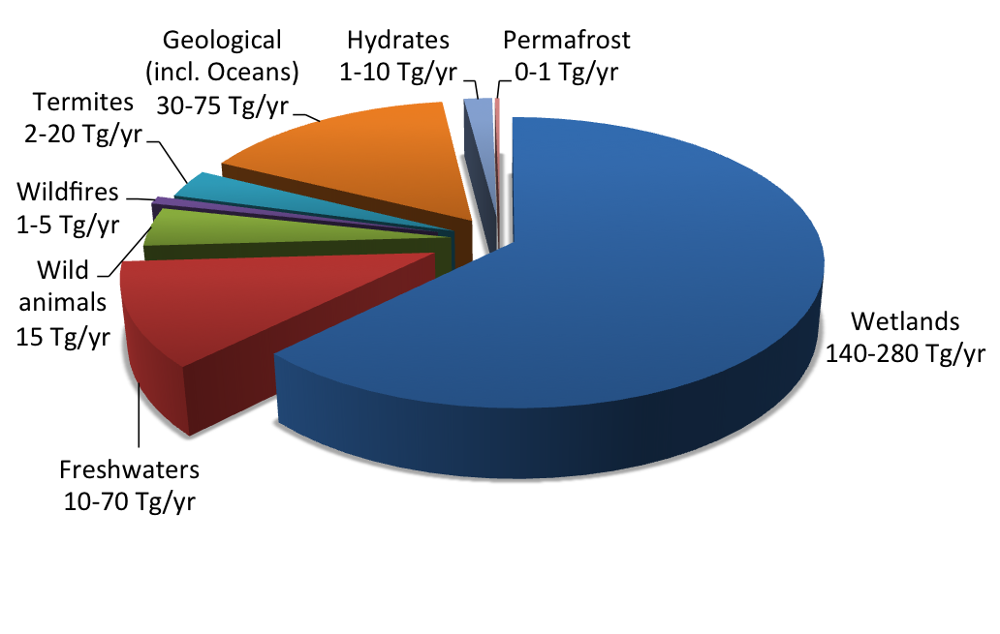 Geological
(incl. Oceans)
30-75 Tg/yr
Hydrates
1-10 Tg/yr
Permafrost
0-1 Tg/yr
Termites
2-20 Tg/yr
Wildfires
1-5 Tg/yr
Wild
animals
15 Tg/yr
Wetlands
140-280 Tg/yr
Freshwaters
10-70 Tg/yr